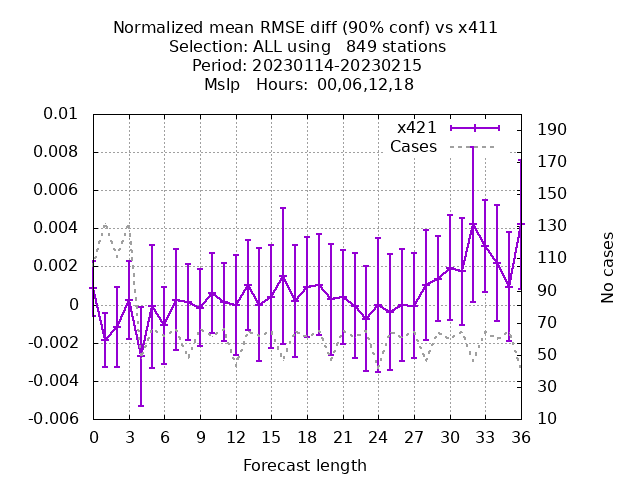 Normalized mean RMSE diff (90% conf) vs x411
Selection: ALL using   849 stations
Period: 20230114-20230215
Mslp   Hours:  00,06,12,18
x421
Cases
0.01
0.008
0.006
0.004
0.002
0
-0.002
-0.004
-0.006
190
170
150
130
110
90
70
50
30
10
No cases
0 3 6 9 12 15 18 21 24 27 30 33 36
Forecast length